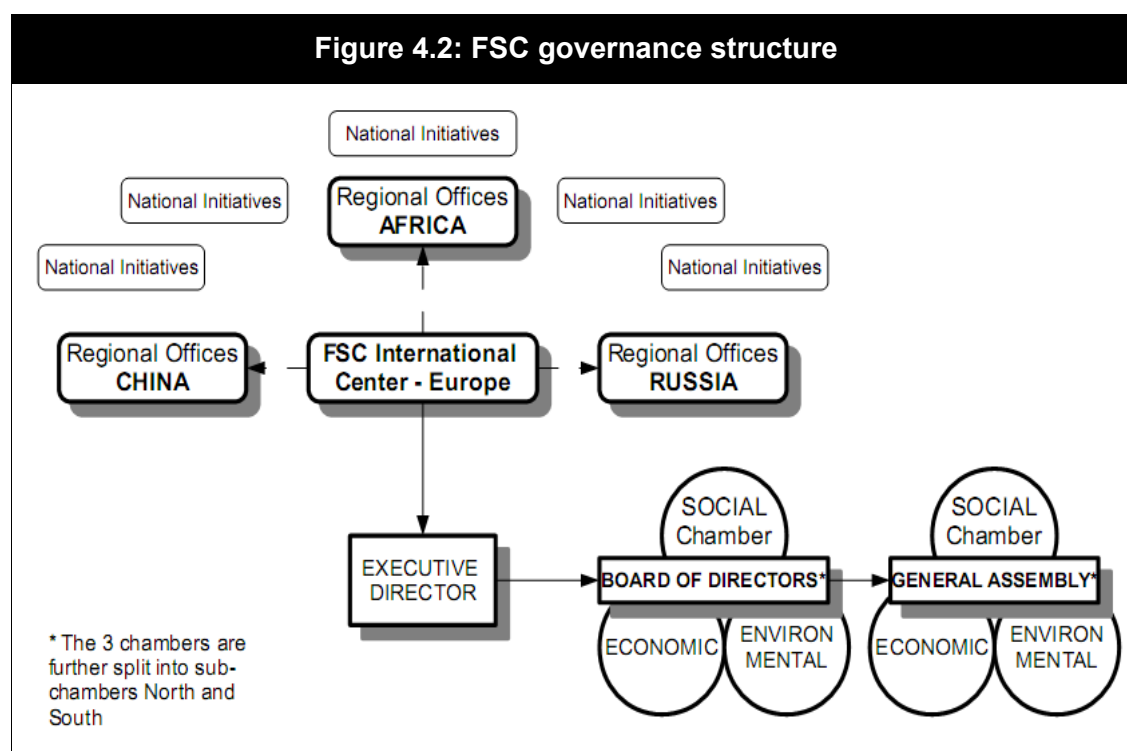 Figure 4.2: FSC governance structure
National Initiatives
National Initiatives
Regional Offices
AFRICA
National Initiatives
National Initiatives
National Initiatives
Regional Offices
CHINA
FSC International
Center - Europe
Regional Offices
RUSSIA
EXECUTIVE
DIRECTOR
SOCIAL
Chamber
BOARD OF DIRECTORS*
ECONOMIC
ENVIRON
MENTAL
SOCIAL
Chamber
GENERAL ASSEMBLY*
ECONOMIC
ENVIRON
MENTAL
* The 3 chambers are
further split into sub-
chambers North and
South